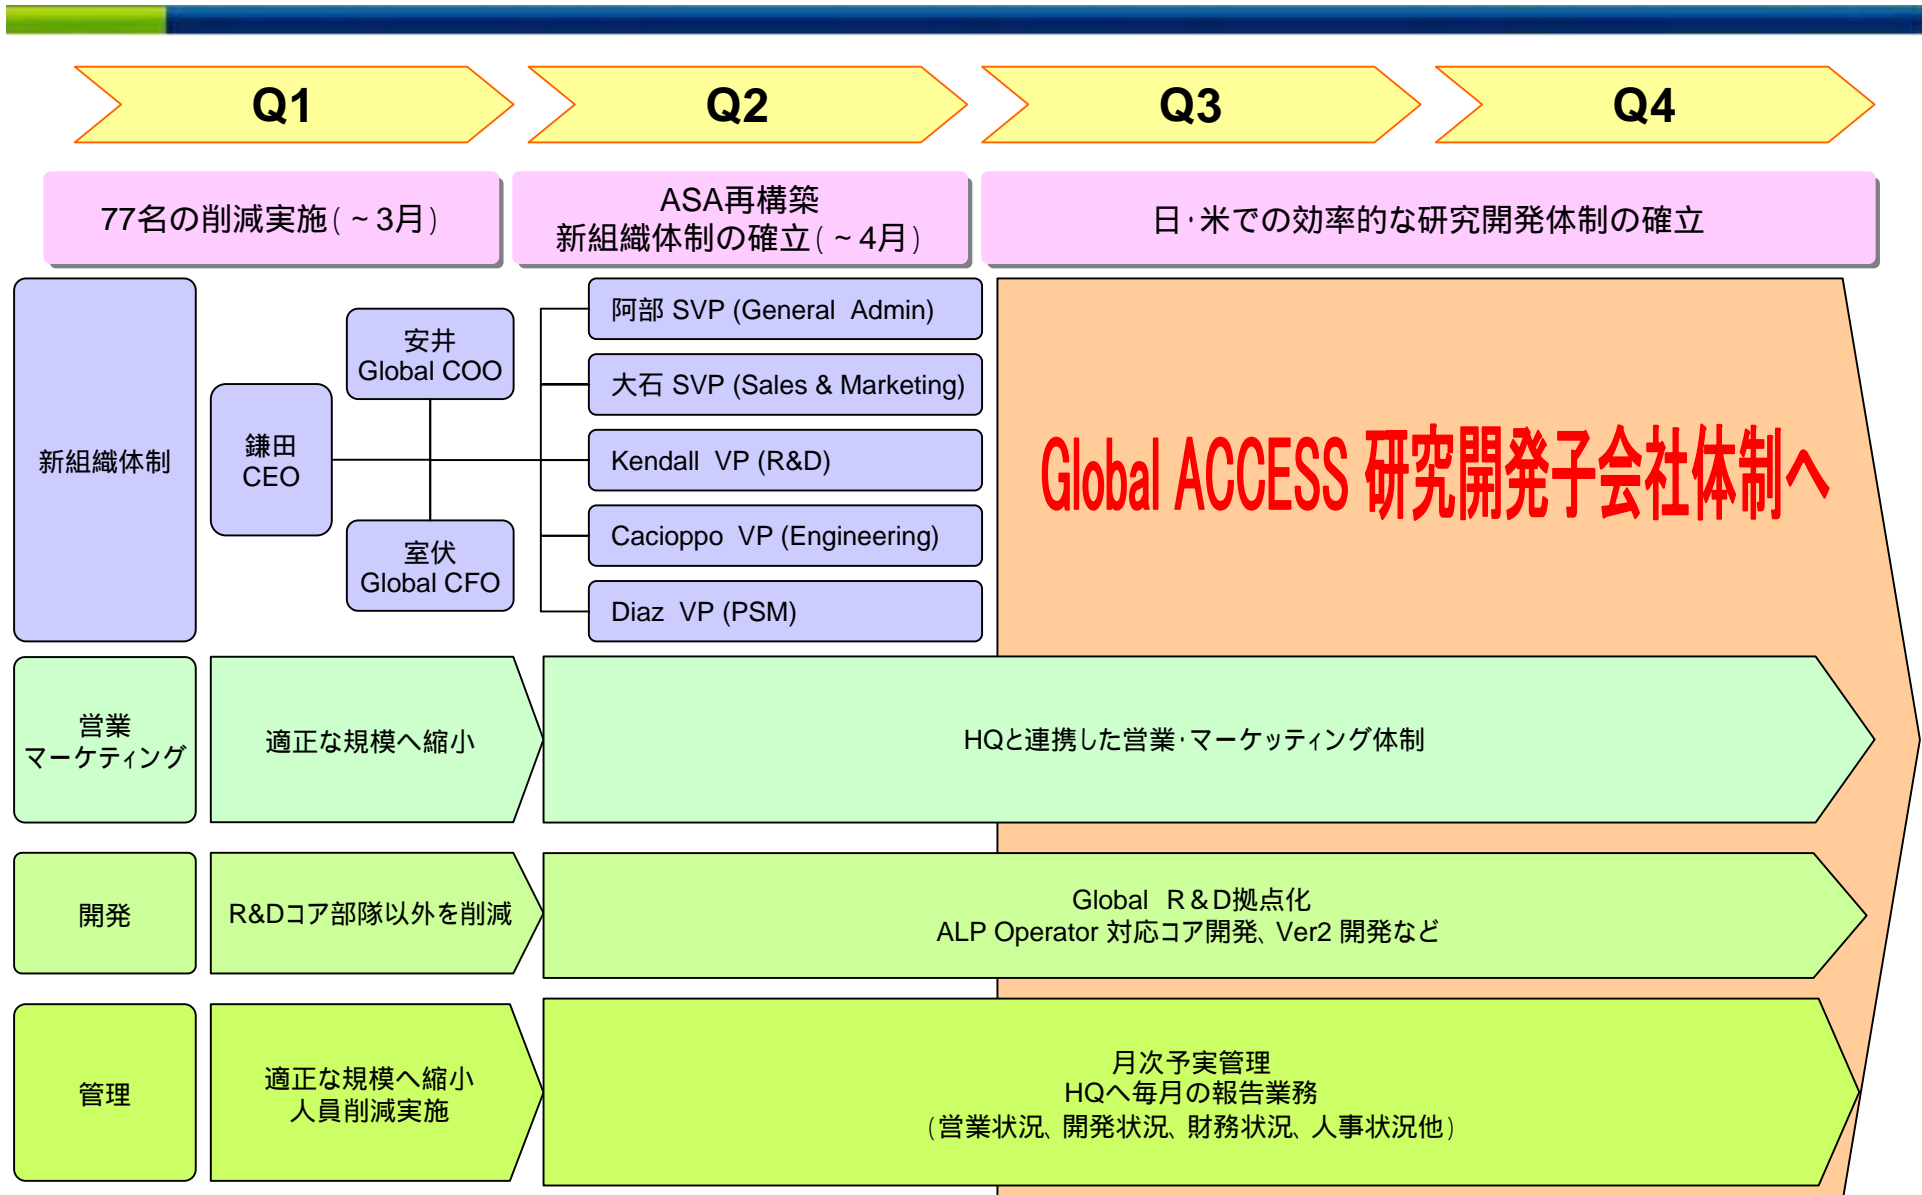 Q1
Q2
Q3
Q4
77名の削減実施(~3月)
ASA再構築
新組織体制の確立(~4月)
日・米での効率的な研究開発体制の確立
新組織体制
鎌田
CEO
安井
Global COO
室伏
Global CFO
阿部 SVP (General Admin)
大石 SVP (Sales & Marketing)
Kendall VP (R&D)
Cacioppo VP (Engineering)
Diaz VP (PSM)
Global ACCESS 研究開発子会社体制へ
営業
マーケティング
適正な規模へ縮小
HQと連携した営業・マーケッティング体制
開発
R&Dコア部隊以外を削減
Global R&D拠点化
ALP Operator 対応コア開発、Ver2 開発など
管理
適正な規模へ縮小
人員削減実施
月次予実管理
HQへ毎月の報告業務
(営業状況、開発状況、財務状況、人事状況他)